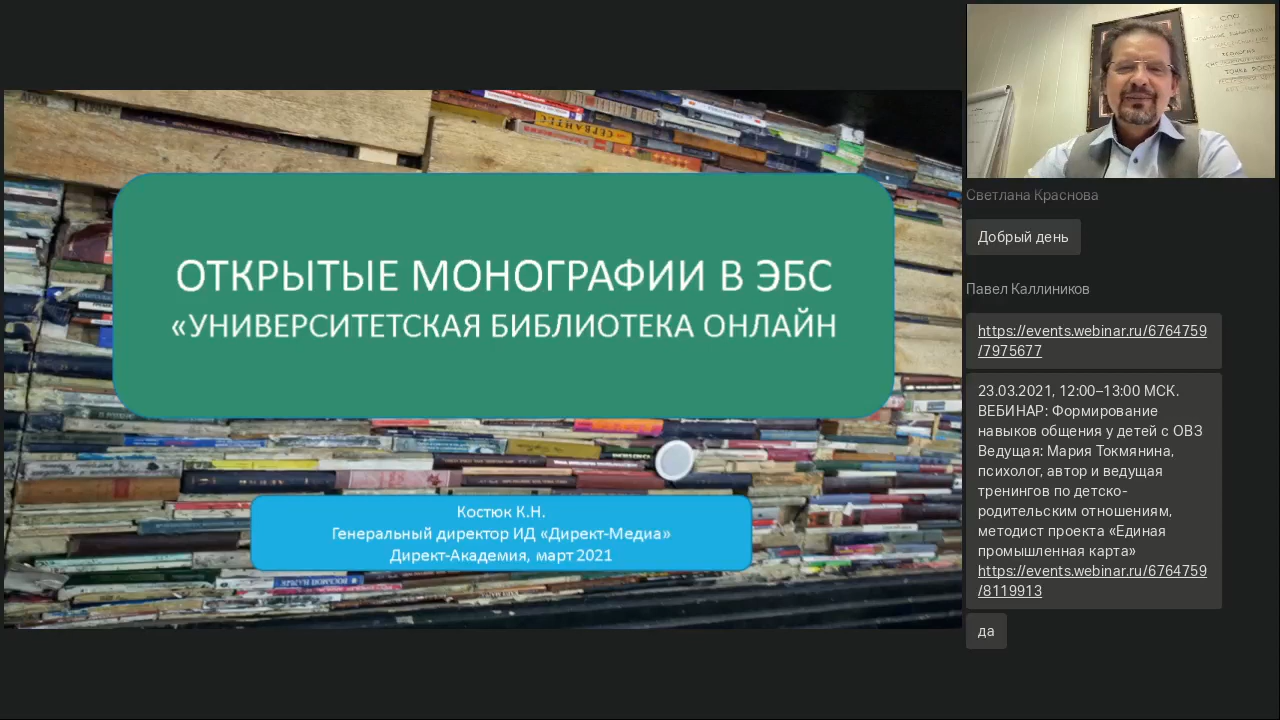 ОТКРЫТЫЕ МОНОГРАФИИ В ЭБС
«УНИВЕРСИТЕТСКАЯ БИБЛИОТЕКА ОНЛАЙН
Костюк К.Н.
Генеральный директор ИД «Директ-Медиа»
Директ-Академия, март 2021
СЕРВАНТЕС
ТЕОЛОГИЯ
Светлана Краснова
Добрый день
Павел Каллиников
https://events.webinar.ru/6764759
/7975677
23.03.2021, 12:00–13:00 МСК.
ВЕБИНАР: Формирование
навыков общения у детей с ОВЗ
Ведущая: Мария Токмянина,
психолог, автор и ведущая
тренингов по детско-
родительским отношениям,
методист проекта «Единая
промышленная карта»
https://events.webinar.ru/6764759
/8119913
да